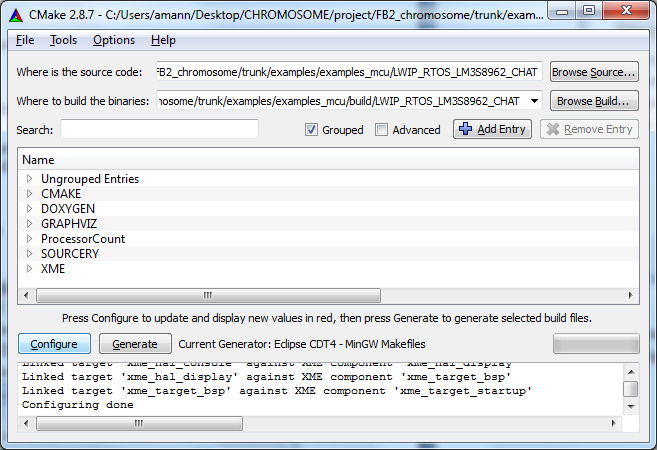 CMake 2.8.7 - C:/Users/amann/Desktop/CHROMOSOME/project/FB2_chromosome/trunk/exam...
File Tools Options Help
Where is the source code: FB2_chromosome/trunk/examples/examples_mcu/LWIP_RTOS_LM3S8962_CHAT Browse Source...
Where to build the binaries: nosome/trunk/examples/examples_mcu/build/LWIP_RTOS_LM3S8962_CHAT Browse Build...
Search: Grouped Advanced Add Entry Remove Entry
Name
Ungrouped Entries
CMAKE
DOXYGEN
GRAPHVIZ
ProcessorCount
SOURCERY
XME
Press Configure to update and display new values in red, then press Generate to generate selected build files.
Configure Generate Current Generator: Eclipse CDT4 - MinGW Makefiles
Linked target 'xme_hal_console' against XME component 'xme_hal_display'
Linked target 'xme_hal_display' against XME component 'xme_target_bsp'
Linked target 'xme_target_bsp' against XME component 'xme_target_startup'
Configuring done